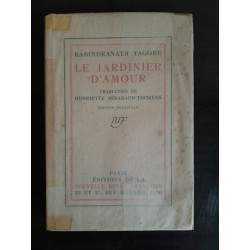 RABINDRANATH TAGORE
LE JARDINIER
D'AMOUR
TRADUCTION DE
HENRIETTE MIRABAUD-THORENS
nrf
PARIS
ÉDITIONS DE LA
NOUVELLE REVUE FRANÇAISE